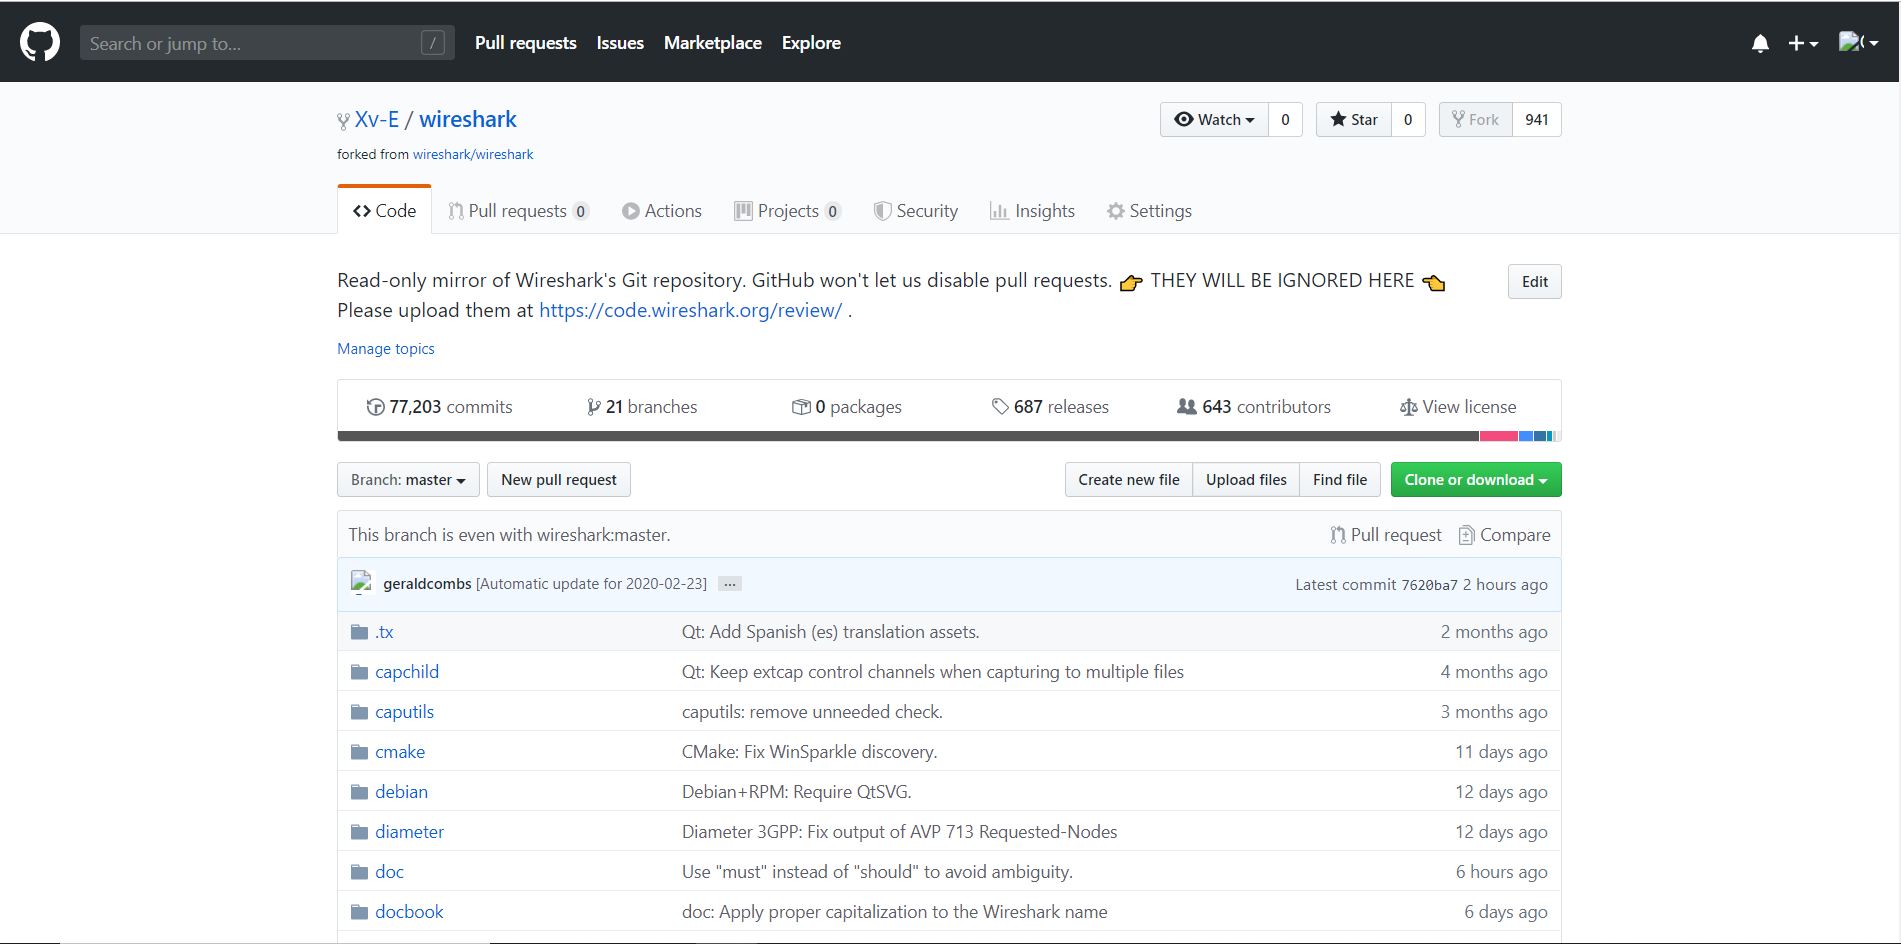 Search or jump to... /
Pull requests Issues Marketplace Explore
Xv-E / wireshark
Watch 0 Star 0 Fork 941
forked from wireshark/wireshark
Code Pull requests 0 Actions Projects 0 Security Insights Settings
Read-only mirror of Wireshark's Git repository. GitHub won't let us disable pull requests. 👉 THEY WILL BE IGNORED HERE 👈
Please upload them at https://code.wireshark.org/review/ .
Edit
Manage topics
77,203 commits 21 branches 0 packages 687 releases 643 contributors View license
Branch: master New pull request Create new file Upload files Find file Clone or download
This branch is even with wireshark:master. Pull request Compare
geraldcombs [Automatic update for 2020-02-23] ... Latest commit 7620ba7 2 hours ago
.tx Qt: Add Spanish (es) translation assets. 2 months ago
capchild Qt: Keep extcap control channels when capturing to multiple files 4 months ago
caputils caputils: remove unneeded check. 3 months ago
cmake CMake: Fix WinSparkle discovery. 11 days ago
debian Debian+RPM: Require QtSVG. 12 days ago
diameter Diameter 3GPP: Fix output of AVP 713 Requested-Nodes 12 days ago
doc Use "must" instead of "should" to avoid ambiguity. 6 hours ago
docbook doc: Apply proper capitalization to the Wireshark name 6 days ago